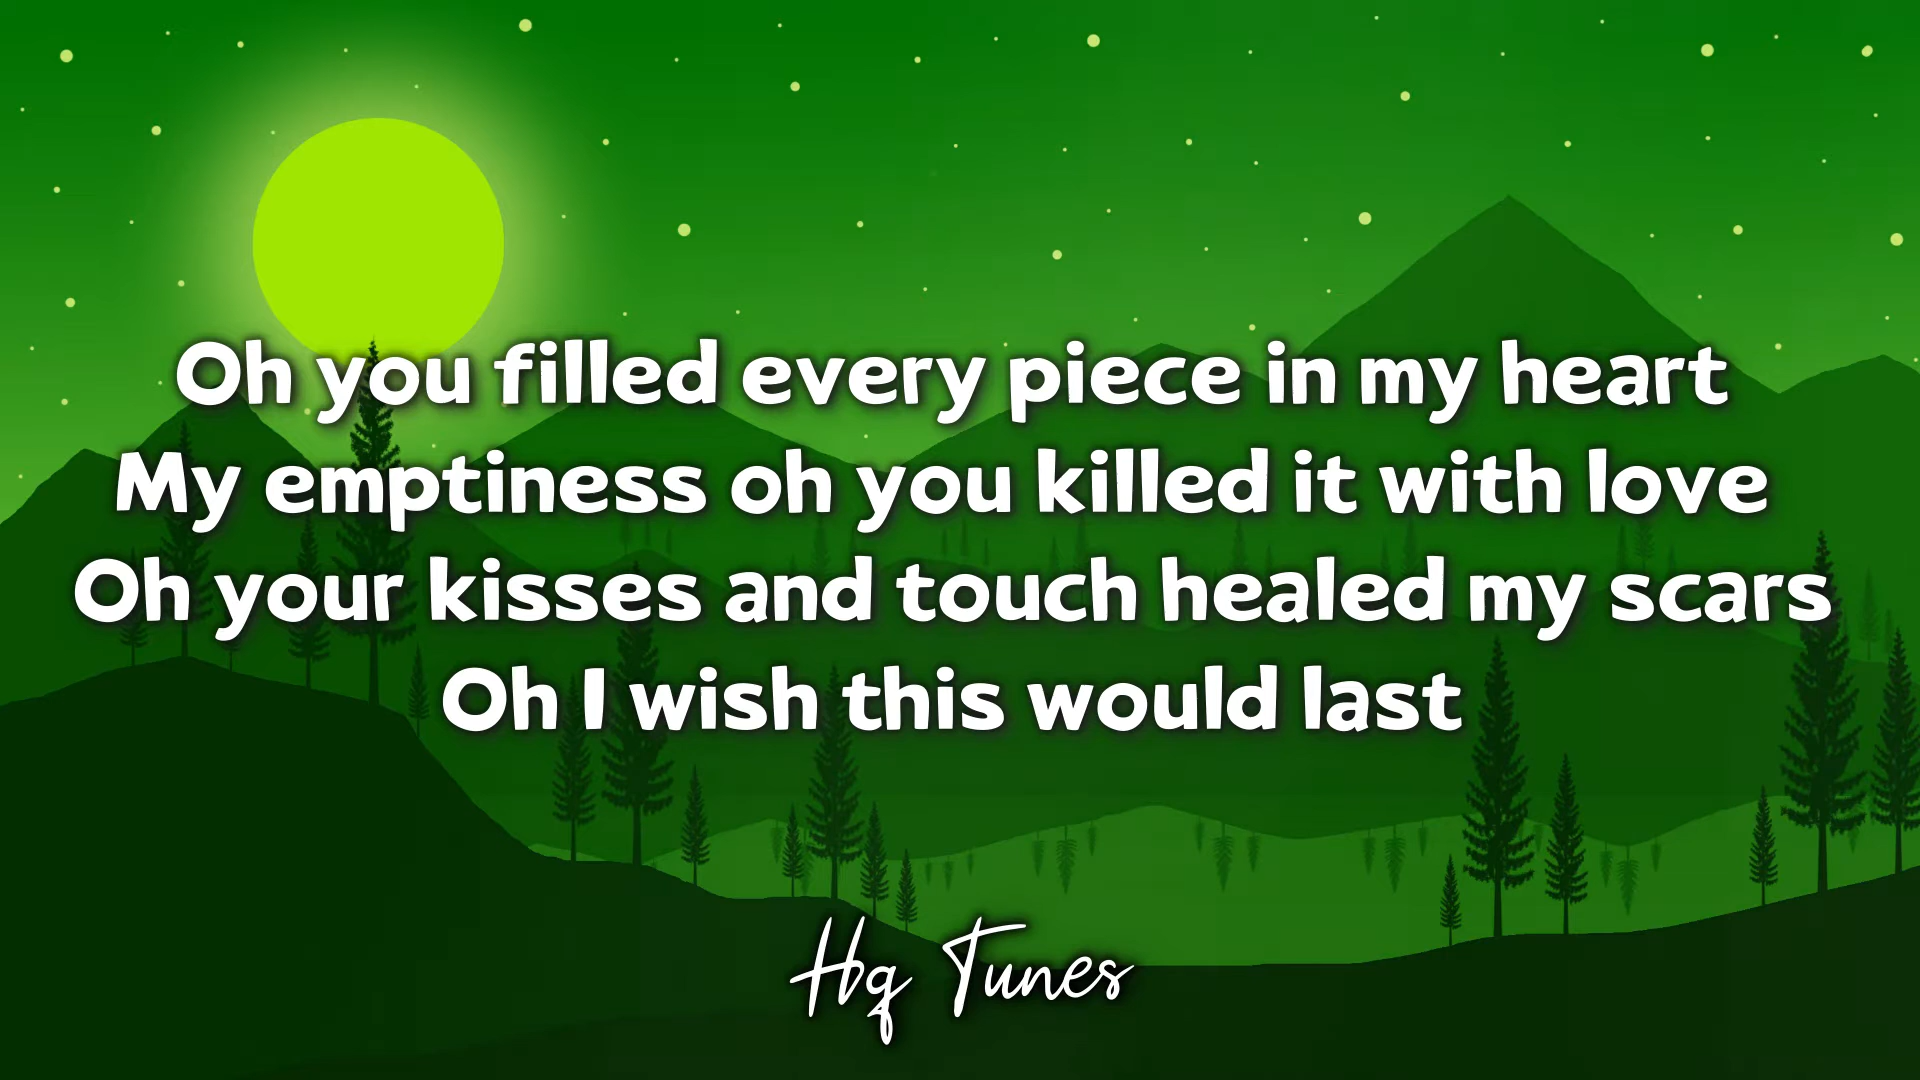 Oh you filled every piece in my heart
My emptiness oh you killed it with love
Oh your kisses and touch healed my scars
Oh I wish this would last
Hq Tunes